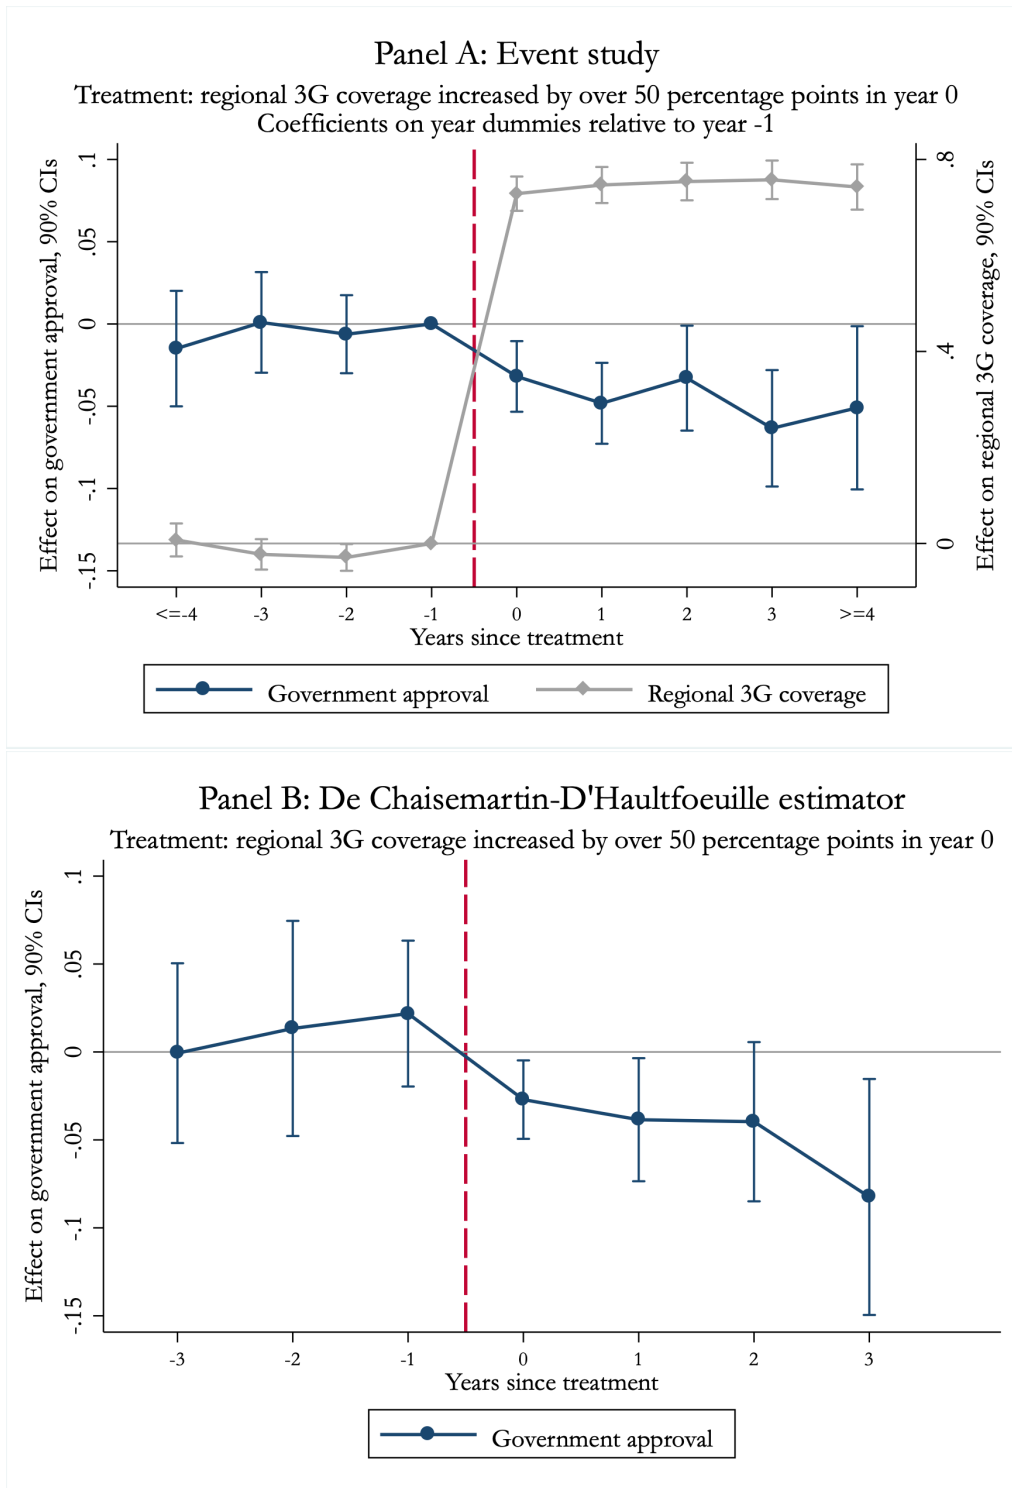 Panel A: Event study
Treatment: regional 3G coverage increased by over 50 percentage points in year 0
Coefficients on year dummies relative to year -1
Effect on government approval, 90% CIs
.1
.05
0
-.05
-.1
-.15
.8
.4
0
Effect on regional 3G coverage, 90% CIs
<=-4 -3 -2 -1 0 1 2 3 >=4
Years since treatment
Government approval Regional 3G coverage
Panel B: De Chaisemartin-D'Haultfoeuille estimator
Treatment: regional 3G coverage increased by over 50 percentage points in year 0
Effect on government approval, 90% CIs
.1
.05
0
-.05
-.1
-.15
-3 -2 -1 0 1 2 3
Years since treatment
Government approval